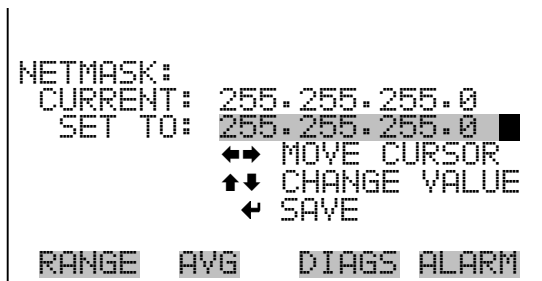 NETMASK:
CURRENT: 255.255.255.0
SET TO: 255.255.255.0
⬅➡ MOVE CURSOR
⬆⬇ CHANGE VALUE
↵ SAVE
RANGE AVG DIAGS ALARM